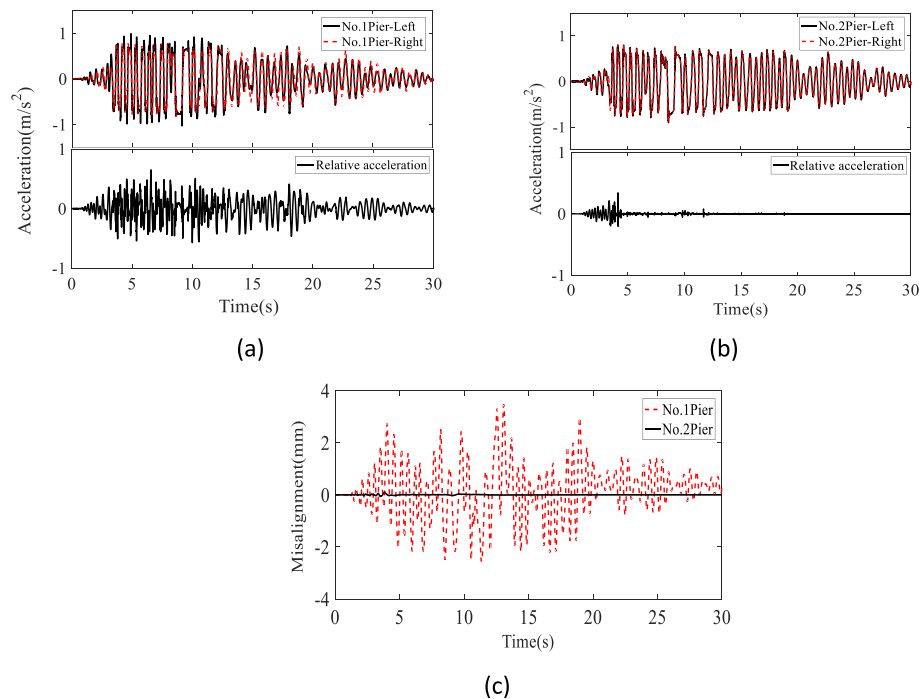 No.1Pier-Left
No.1Pier-Right
1
0
-1
Acceleration(m/s²)
Relative acceleration
1
0
-1
0 5 10 15 20 25 30
Time(s)
(a)
No.2Pier-Left
No.2Pier-Right
1
0
-1
Acceleration(m/s²)
Relative acceleration
1
0
-1
0 5 10 15 20 25 30
Time(s)
(b)
No.1Pier
No.2Pier
4
2
0
-2
-4
Misalignment(mm)
0 5 10 15 20 25 30
Time(s)
(c)